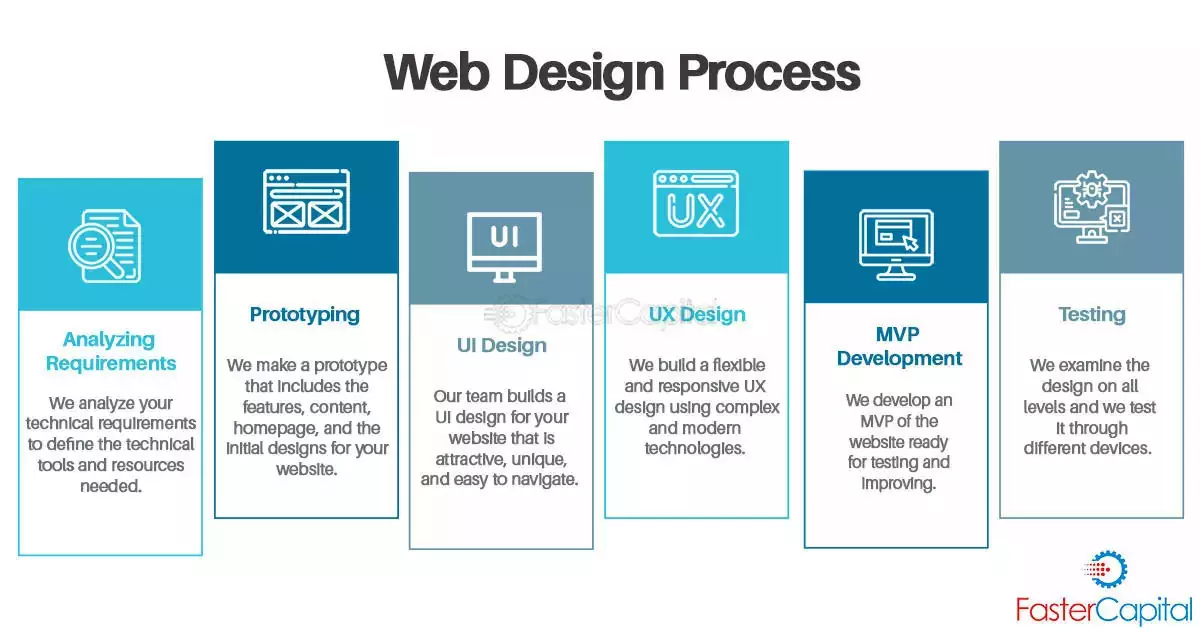 Web Design Process
Analyzing
Requirements
We analyze your
technical requirements
to define the technical
tools and resources
needed.
Prototyping
We make a prototype
that includes the
features, content,
homepage, and the
initial designs for your
website.
UI
UI Design
Our team builds a
UI design for your
website that is
attractive, unique,
and easy to navigate.
UX
UX Design
We build a flexible
and responsive UX
design using complex
and modern
technologies.
MVP
Development
We develop an
MVP of the
website ready
for testing and
improving.
Testing
We examine the
design on all
levels and we test
it through
different devices.
FasterCapital
FasterCapital